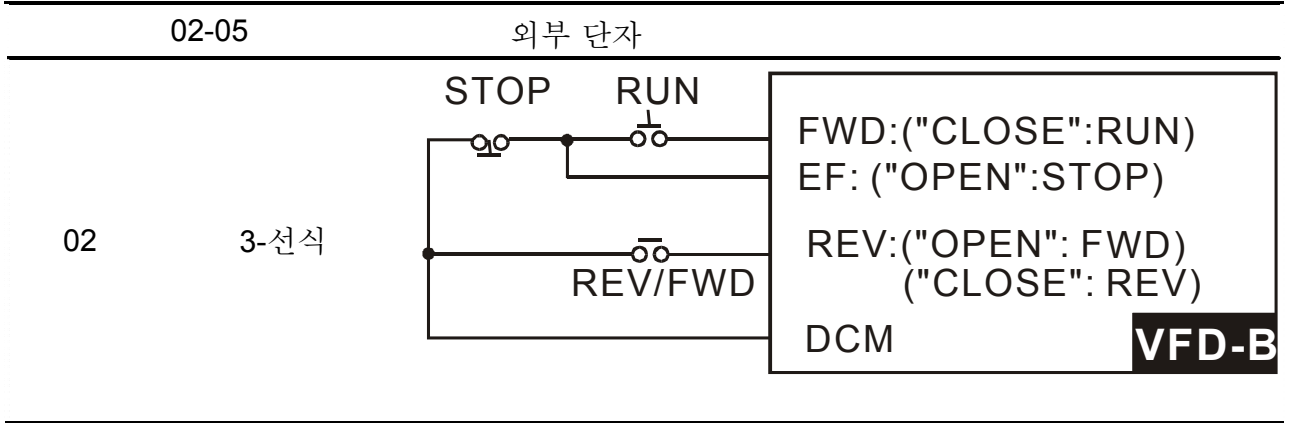 02-05 외부 단자
STOP RUN
FWD:("CLOSE":RUN)
EF: ("OPEN":STOP)
02 3-선식
REV:("OPEN": FWD)
REV/FWD ("CLOSE": REV)
DCM VFD-B